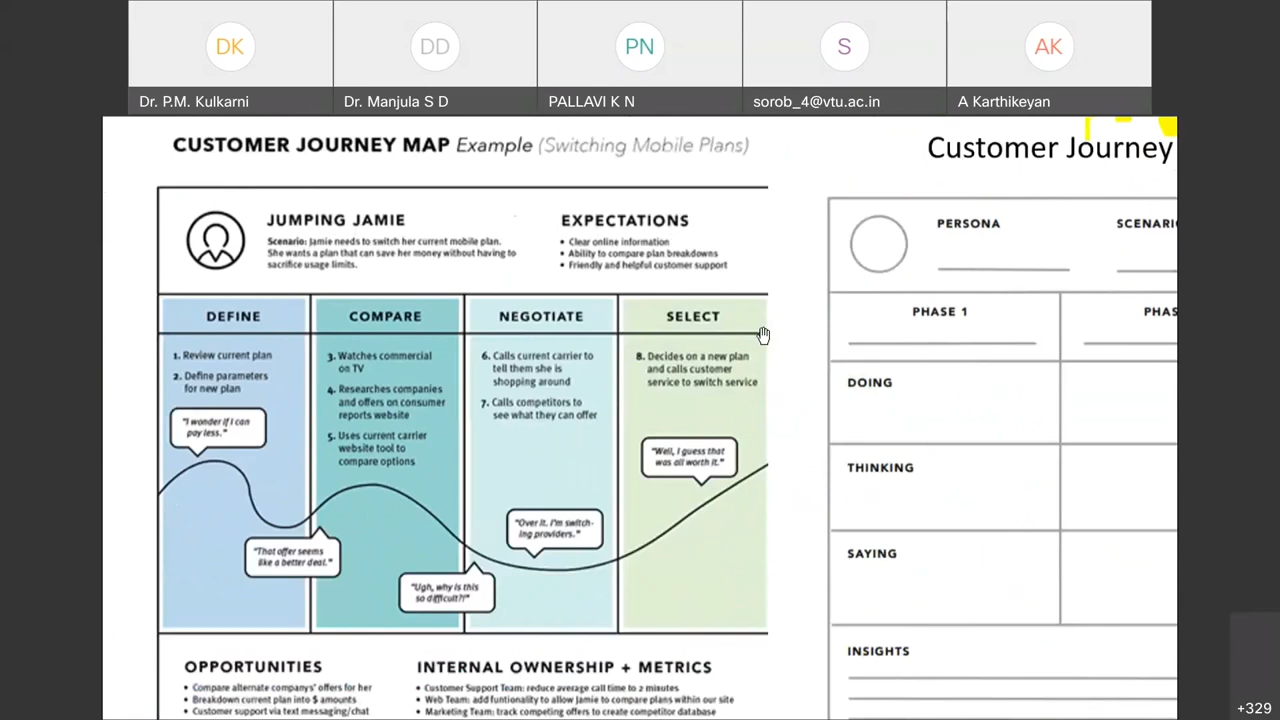 DK
DD
PN
S
AK
Dr. P.M. Kulkarni
Dr. Manjula S D
PALLAVI K N
sorob_4@vtu.ac.in
A Karthikeyan
CUSTOMER JOURNEY MAP Example (Switching Mobile Plans)
JUMPING JAMIE
Scenario: Jamie needs to switch her current mobile plan.
She wants a plan that can save her money without having to
sacrifice usage limits.
EXPECTATIONS
• Clear online information
• Ability to compare plan breakdowns
• Friendly and helpful customer support
DEFINE
1. Review current plan
2. Define parameters
for new plan
"I wonder if I can
pay less."
"That offer seems
like a better deal."
COMPARE
3. Watches commercial
on TV
4. Researches companies
and offers on consumer
reports website
5. Uses current carrier
website tool to
compare options
"Ugh, why is this
so difficult?!"
NEGOTIATE
6. Calls current carrier to
tell them she is
shopping around
7. Calls competitors to
see what they can offer
"Over it. I'm switch-
ing providers."
SELECT
8. Decides on a new plan
and calls customer
service to switch service
"Well, I guess that
was all worth it."
OPPORTUNITIES
• Compare alternate companys' offers for her
• Breakdown current plan into $ amounts
• Customer support via text messaging/chat
INTERNAL OWNERSHIP + METRICS
• Customer Support Team: reduce average call time to 2 minutes
• Web Team: add funtionality to allow Jamie to compare plans within our site
• Marketing Team: track competing offers to create competitor database
Customer Journey
PERSONA
SCENARI
PHASE 1
PHAS
DOING
THINKING
SAYING
INSIGHTS
+329